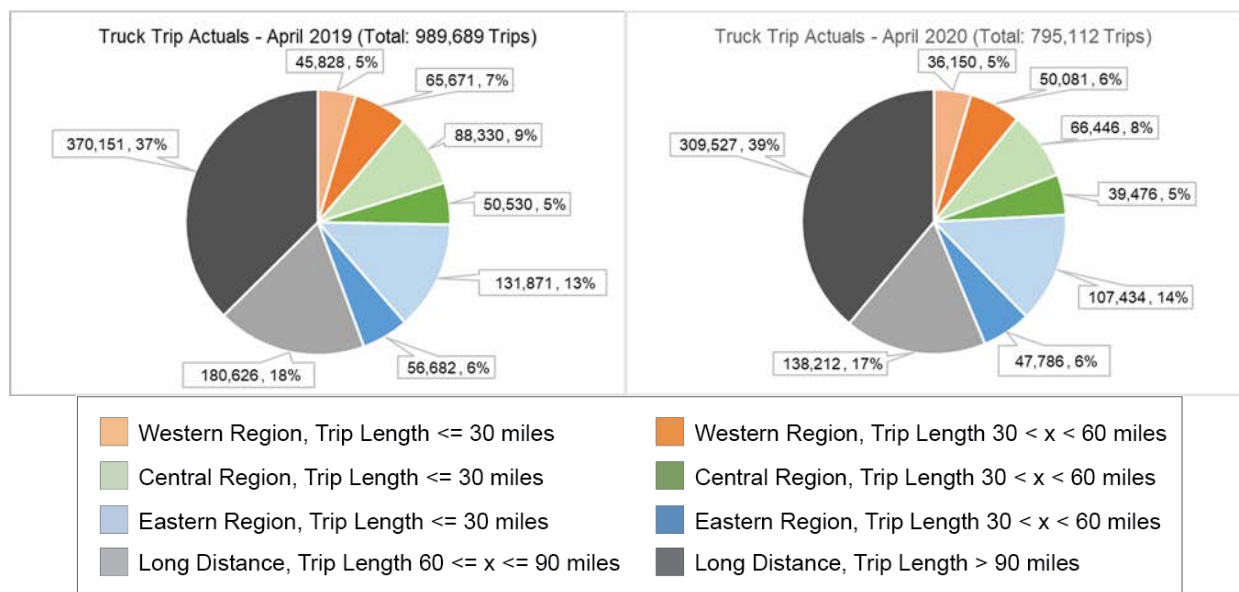 Truck Trip Actuals - April 2019 (Total: 989,689 Trips)
45,828, 5%
65,671, 7%
88,330, 9%
50,530, 5%
131,871, 13%
56,682, 6%
180,626, 18%
370,151, 37%
Truck Trip Actuals - April 2020 (Total: 795,112 Trips)
36,150, 5%
50,081, 6%
66,446, 8%
39,476, 5%
107,434, 14%
47,786, 6%
138,212, 17%
309,527, 39%
Western Region, Trip Length <= 30 miles
Western Region, Trip Length 30 < x < 60 miles
Central Region, Trip Length <= 30 miles
Central Region, Trip Length 30 < x < 60 miles
Eastern Region, Trip Length <= 30 miles
Eastern Region, Trip Length 30 < x < 60 miles
Long Distance, Trip Length 60 <= x <= 90 miles
Long Distance, Trip Length > 90 miles